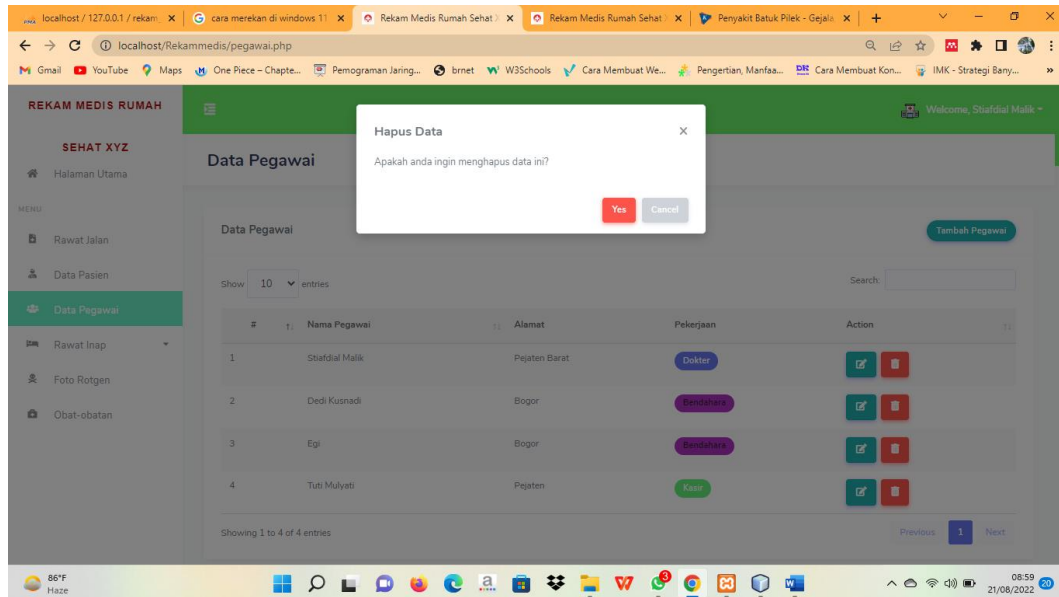 localhost / 127.0.0.1 / rekam_
cara merekan di windows 11
Rekam Medis Rumah Sehat
Rekam Medis Rumah Sehat
Penyakit Batuk Pilek - Gejala,
localhost/Rekammedis/pegawai.php
Gmail
YouTube
Maps
One Piece – Chapte...
Pemograman Jaring...
brnet
W3Schools
Cara Membuat We...
Pengertian, Manfaa...
Cara Membuat Kon...
IMK - Strategi Bany...
»
REKAM MEDIS RUMAH
SEHAT XYZ
Welcome, Stiafdial Malik
Hapus Data
Apakah anda ingin menghapus data ini?
Yes
Cancel
Halaman Utama
MENU
Rawat Jalan
Data Pasien
Data Pegawai
Rawat Inap
Foto Rotgen
Obat-obatan
Data Pegawai
Data Pegawai
Tambah Pegawai
Show 10 entries
Search:
# Nama Pegawai Alamat Pekerjaan Action
1 Stiafdial Malik Pejaten Barat Dokter
2 Dedi Kusnadi Bogor Bendahara
3 Egi Bogor Bendahara
4 Tuti Mulyati Pejaten Kasir
Showing 1 to 4 of 4 entries
Previous 1 Next
86°F
Haze
3
08:59
21/08/2022
20